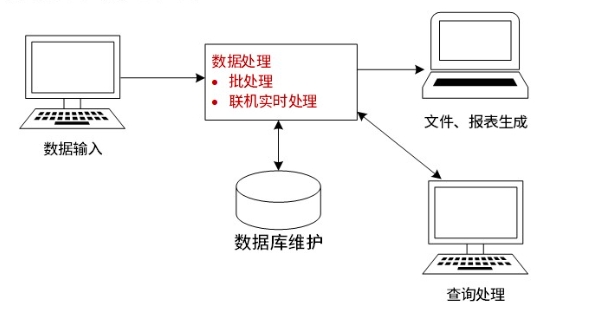 数据处理
• 批处理
• 联机实时处理
数据输入
文件、报表生成
数据库维护
查询处理